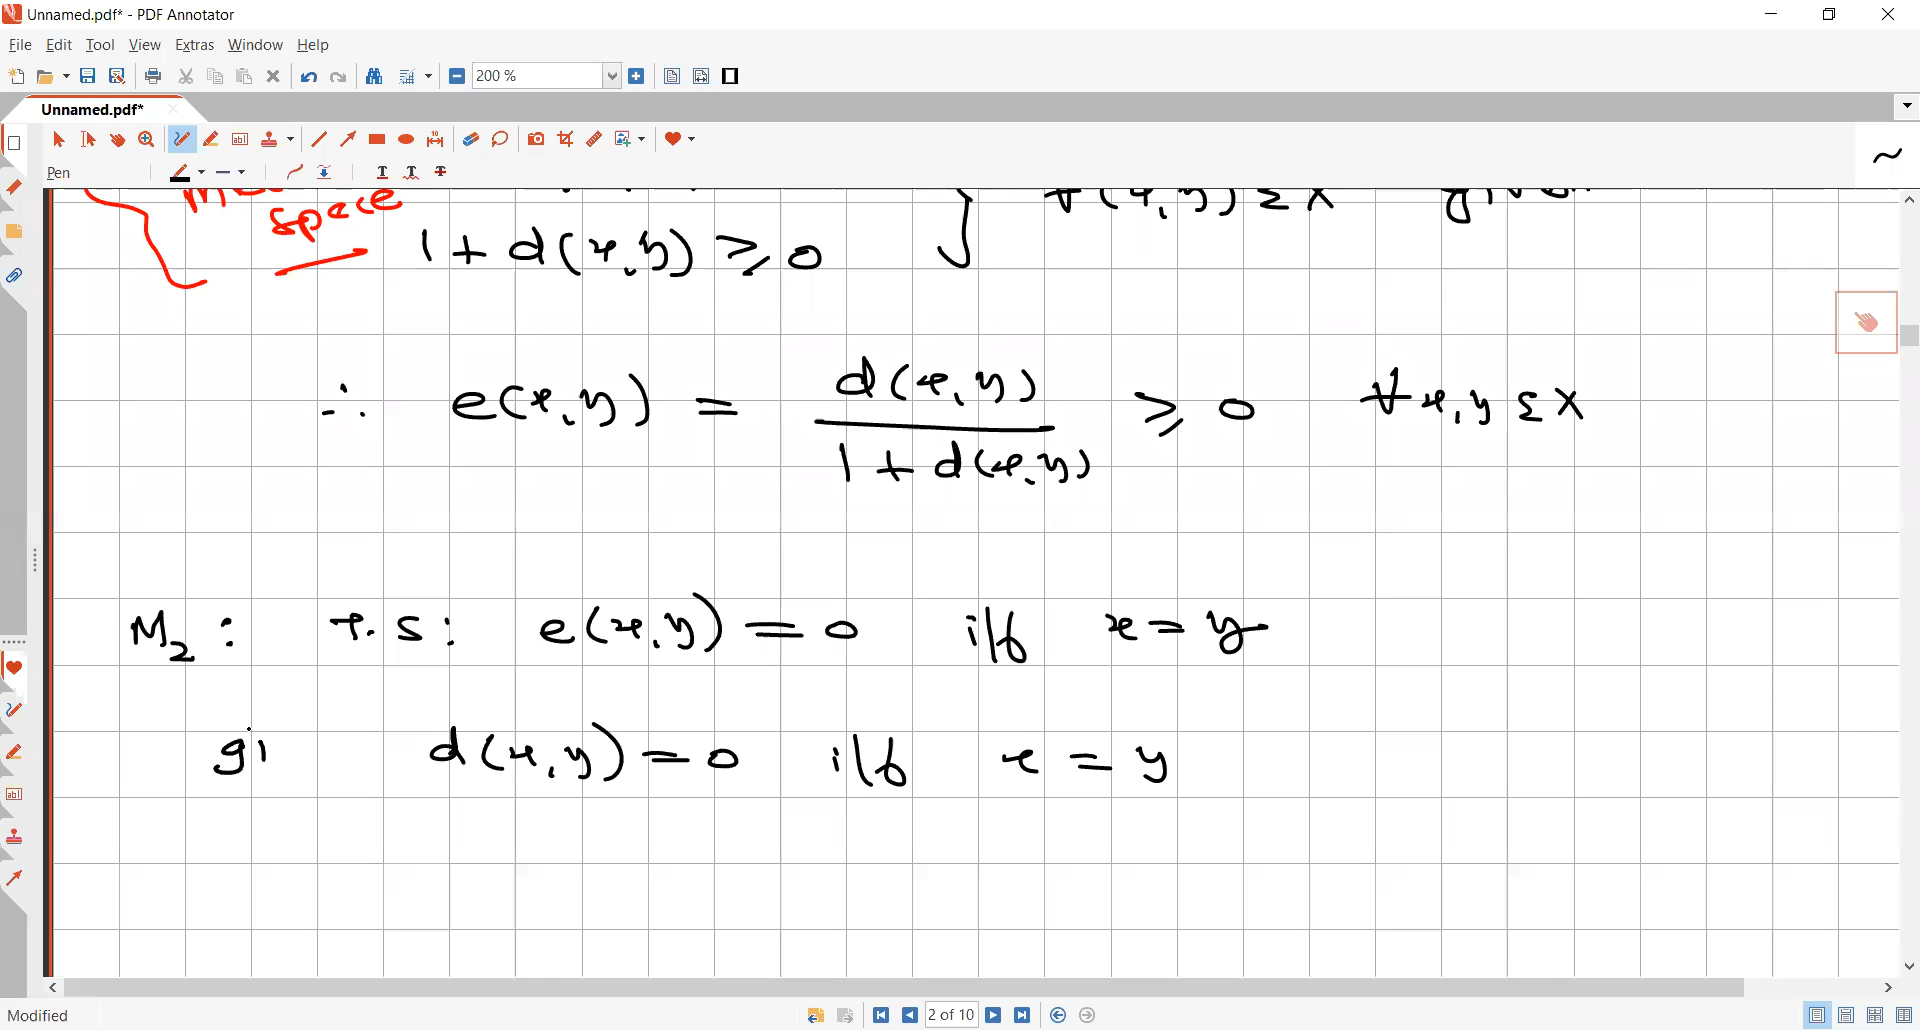 Unnamed.pdf* - PDF Annotator
File Edit Tool View Extras Window Help
200 %
Unnamed.pdf*
Pen
space
1 + d(x,y) ≥ 0
∀(x,y) ∈ X given
∴ e(x,y) = d(x,y) / 1 + d(x,y) ≥ 0 ∀ x,y ∈ X
M₂ : T.S : e(x,y) = 0 iff x = y
gi d(x,y) = 0 iff x = y
Modified
2 of 10